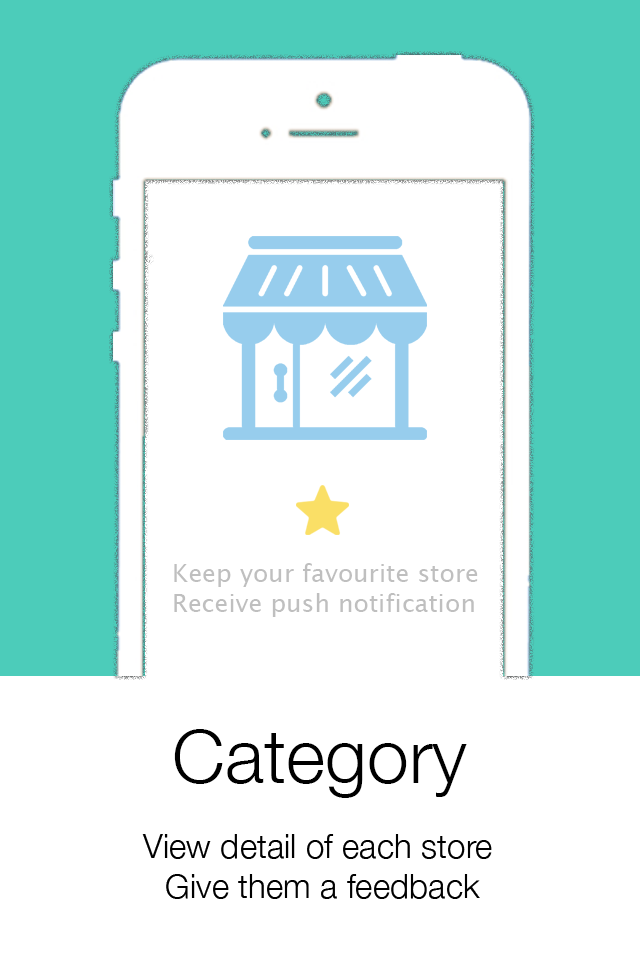 Keep your favourite store
Receive push notification
Category
View detail of each store
Give them a feedback